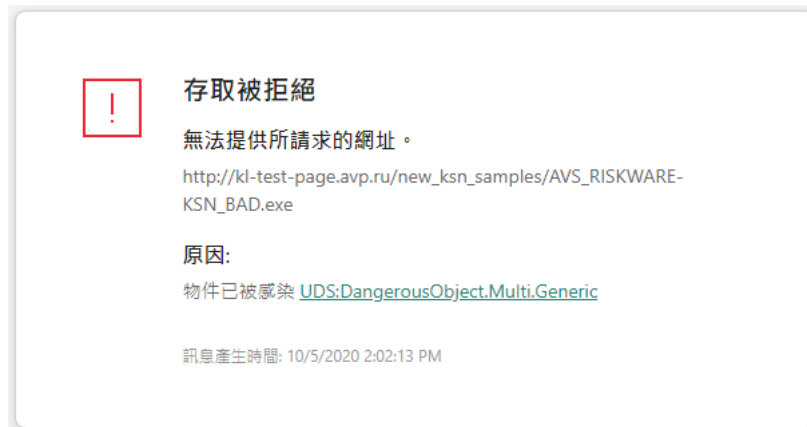 存取被拒絕
無法提供所請求的網址。
http://kl-test-page.avp.ru/new_ksn_samples/AVS_RISKWARE-
KSN_BAD.exe
原因:
物件已被感染 UDS:DangerousObject.Multi.Generic
訊息產生時間: 10/5/2020 2:02:13 PM